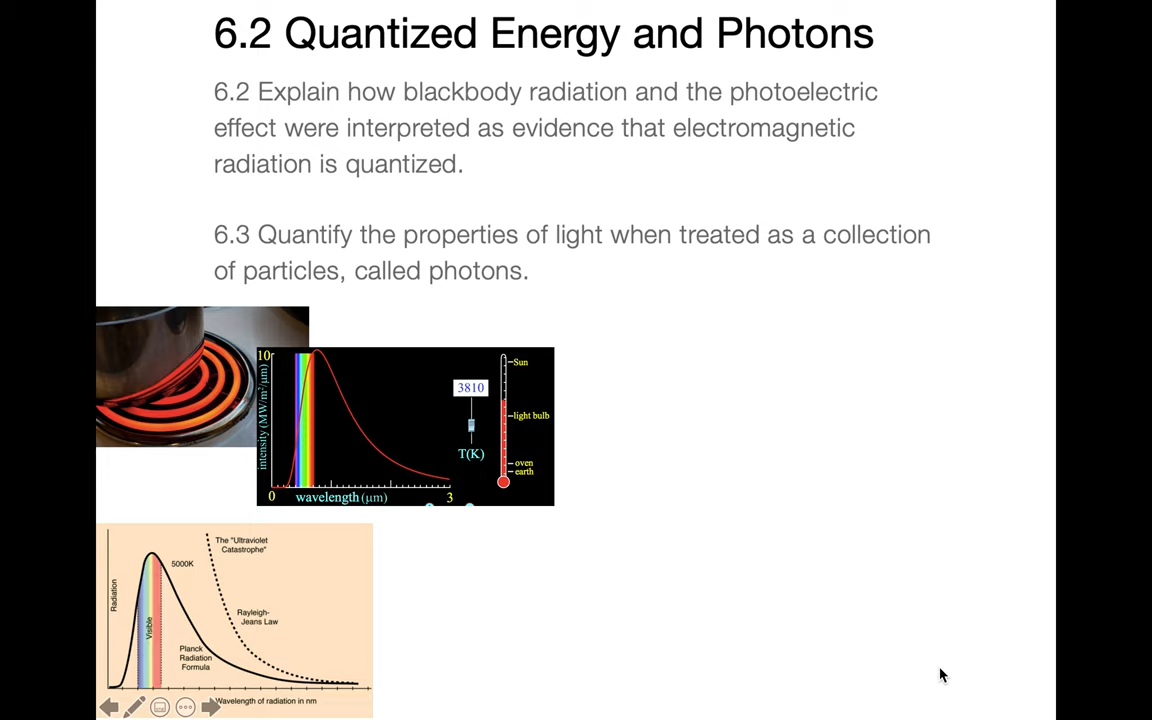 6.2 Quantized Energy and Photons
6.2 Explain how blackbody radiation and the photoelectric
effect were interpreted as evidence that electromagnetic
radiation is quantized.
6.3 Quantify the properties of light when treated as a collection
of particles, called photons.
10
intensity (MW/m²/μm)
0
wavelength (μm)
3
3810
T(K)
Sun
light bulb
oven
earth
The "Ultraviolet
Catastrophe"
5000K
Radiation
Visible
Rayleigh-
Jeans Law
Planck
Radiation
Formula
Wavelength of radiation in nm